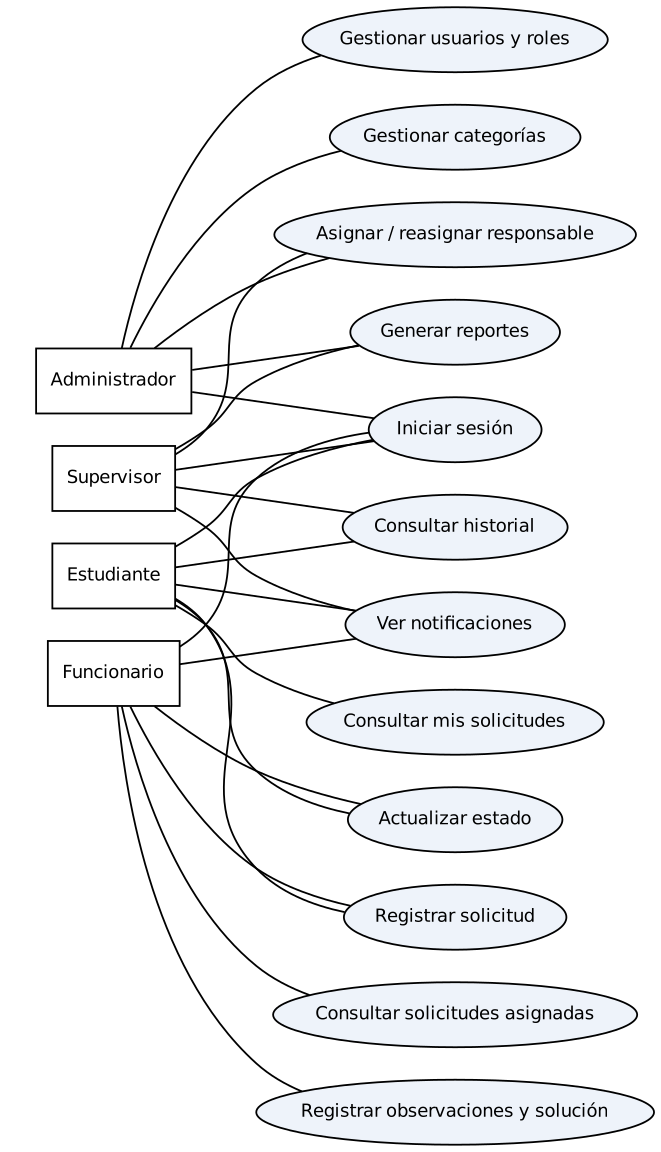 Gestionar usuarios y roles
Gestionar categorías
Asignar / reasignar responsable
Generar reportes
Administrador
Iniciar sesión
Supervisor
Consultar historial
Estudiante
Ver notificaciones
Funcionario
Consultar mis solicitudes
Actualizar estado
Registrar solicitud
Consultar solicitudes asignadas
Registrar observaciones y solución